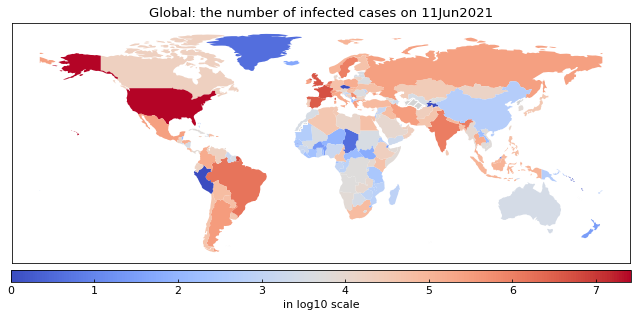 Global: the number of infected cases on 11Jun2021
0 1 2 3 4 5 6 7
in log10 scale